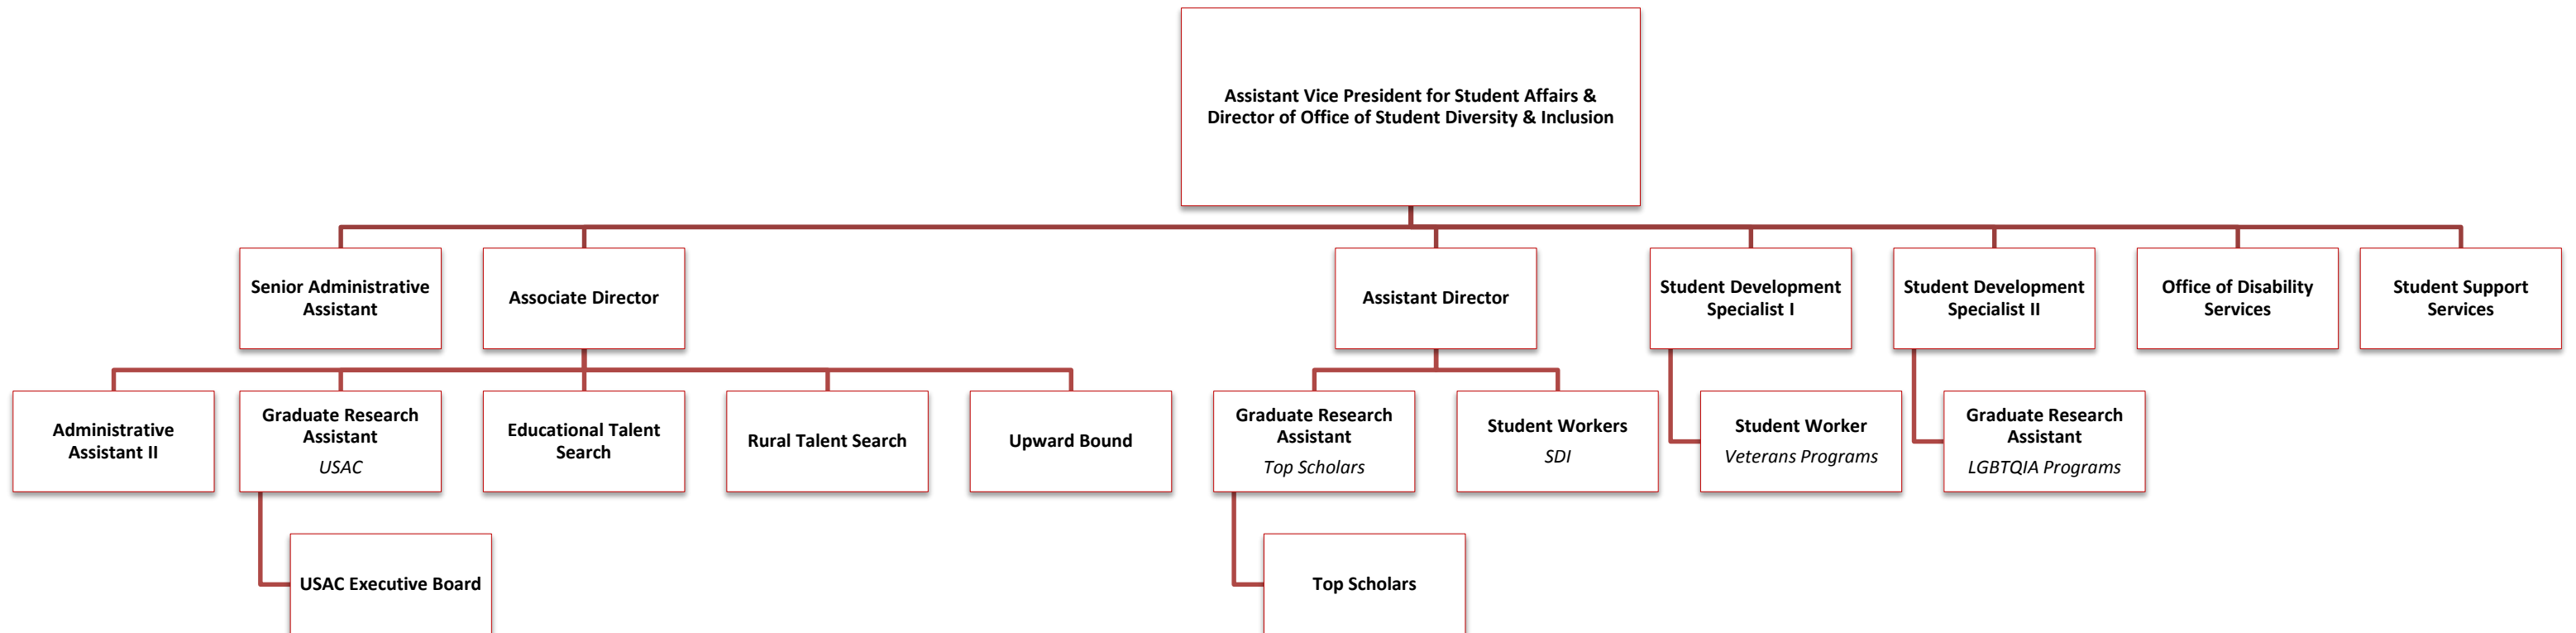 Assistant Vice President for Student Affairs &
Director of Office of Student Diversity & Inclusion
Senior Administrative
Assistant
Associate Director
Assistant Director
Student Development
Specialist I
Student Development
Specialist II
Office of Disability
Services
Student Support
Services
Administrative
Assistant II
Graduate Research
Assistant
USAC
Educational Talent
Search
Rural Talent Search
Upward Bound
Graduate Research
Assistant
Top Scholars
Student Workers
SDI
Student Worker
Veterans Programs
Graduate Research
Assistant
LGBTQIA Programs
USAC Executive Board
Top Scholars